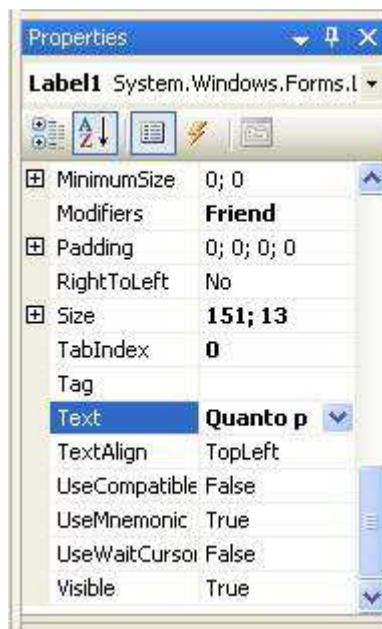 Properties
Label1 System.Windows.Forms.L
MinimumSize 0; 0
Modifiers Friend
Padding 0; 0; 0; 0
RightToLeft No
Size 151; 13
TabIndex 0
Tag
Text Quanto p
TextAlign TopLeft
UseCompatible False
UseMnemonic True
UseWaitCursor False
Visible True